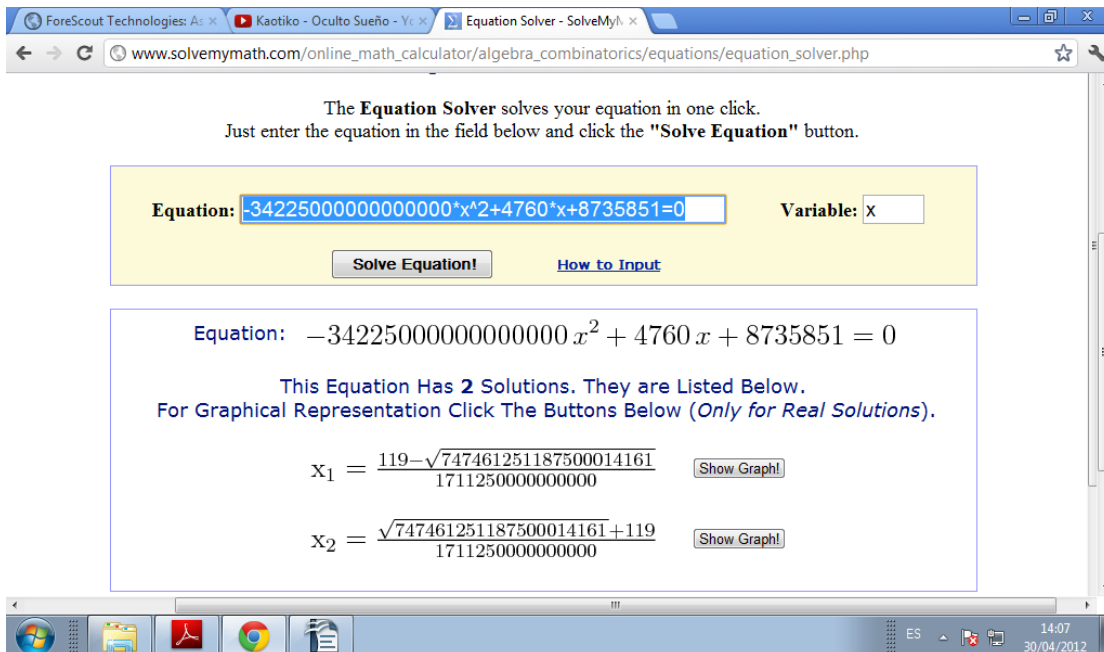 ForeScout Technologies: As
Kaotiko - Oculto Sueño - Yo
Equation Solver - SolveMyM
www.solvemymath.com/online_math_calculator/algebra_combinatorics/equations/equation_solver.php
The Equation Solver solves your equation in one click.
Just enter the equation in the field below and click the "Solve Equation" button.
Equation: -34225000000000000*x^2+4760*x+8735851=0 Variable: x
Solve Equation! How to Input
Equation: −34225000000000000 x² + 4760 x + 8735851 = 0
This Equation Has 2 Solutions. They are Listed Below.
For Graphical Representation Click The Buttons Below (Only for Real Solutions).
x₁ = (119−√747461251187500014161)/1711250000000000 Show Graph!
x₂ = (√747461251187500014161+119)/1711250000000000 Show Graph!
ES 14:07
30/04/2012